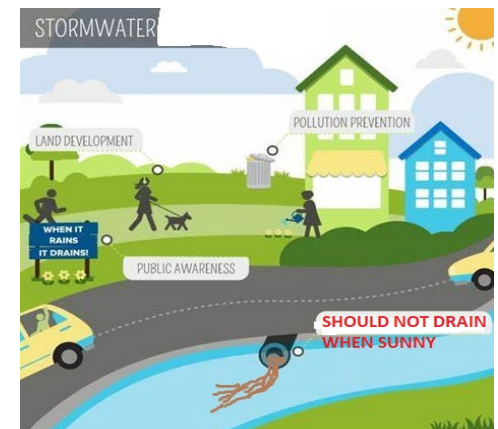 STORMWATER
POLLUTION PREVENTION
LAND DEVELOPMENT
WHEN IT
RAINS
IT DRAINS!
PUBLIC AWARENESS
SHOULD NOT DRAIN
WHEN SUNNY